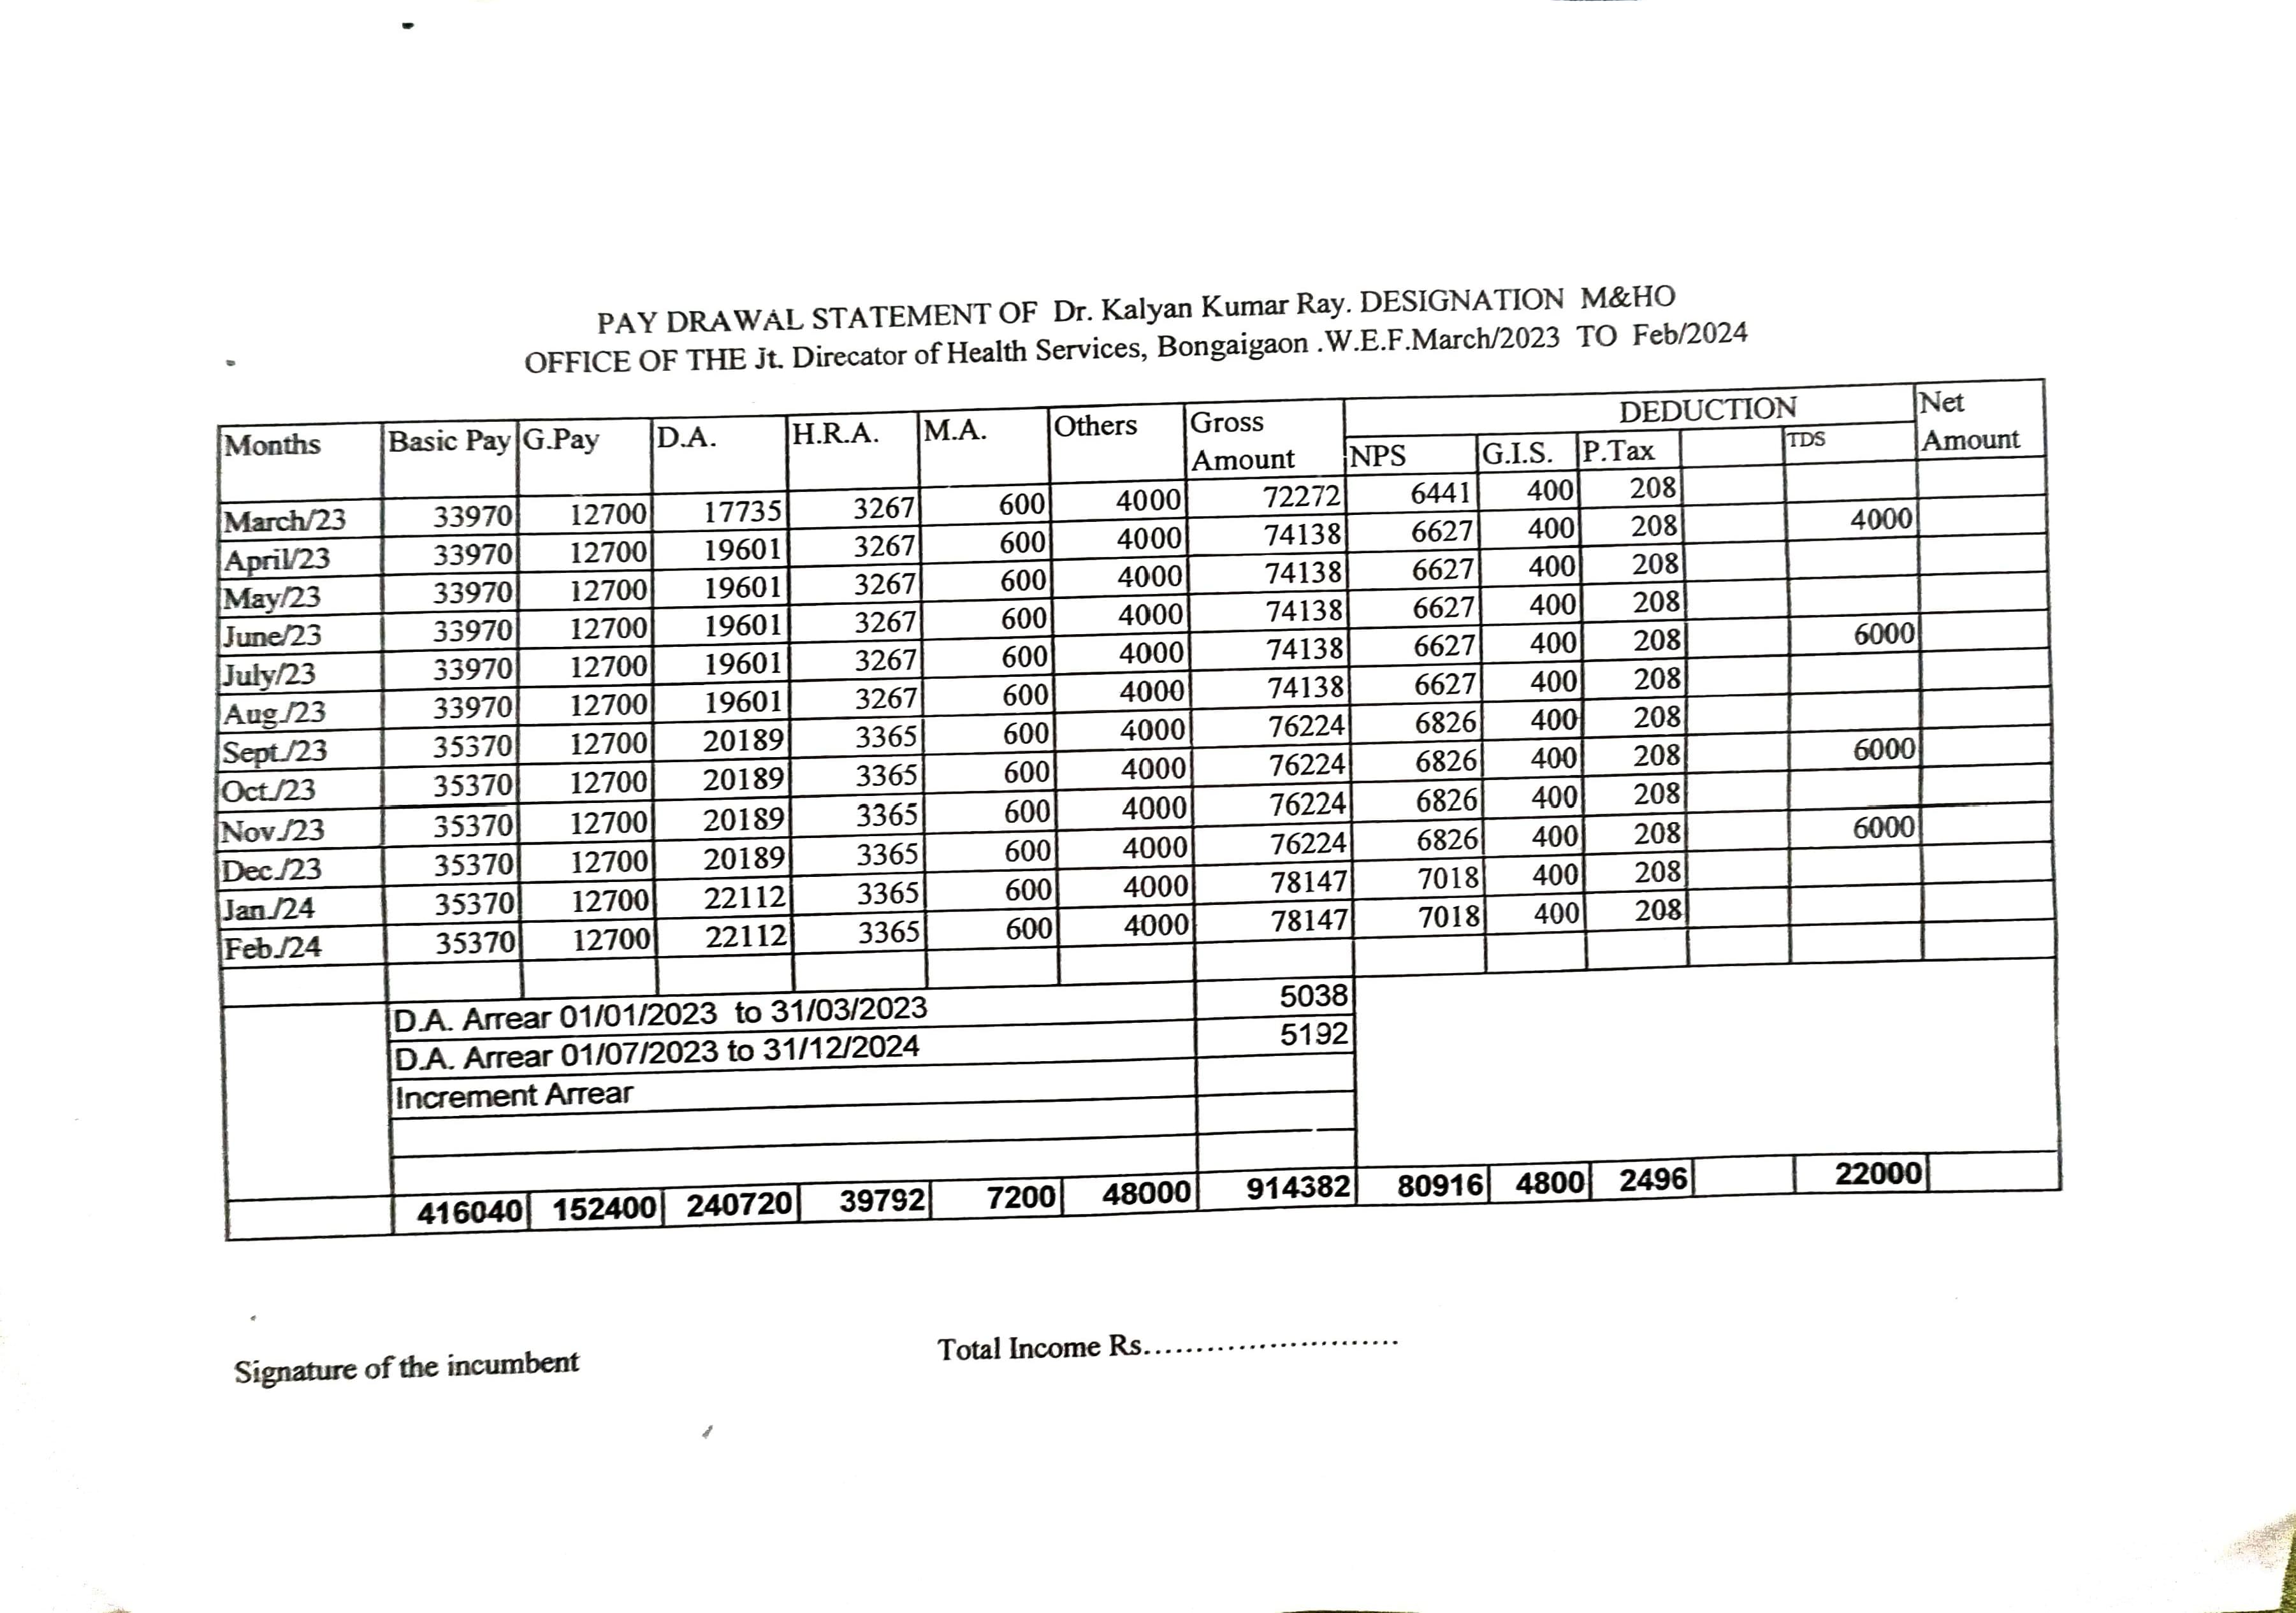 PAY DRAWAL STATEMENT OF Dr. Kalyan Kumar Ray. DESIGNATION M&HO
OFFICE OF THE Jt. Direcator of Health Services, Bongaigaon .W.E.F.March/2023 TO Feb/2024
Months Basic Pay G.Pay D.A. H.R.A. M.A. Others Gross Amount DEDUCTION Net Amount
NPS G.I.S. P.Tax TDS
March/23 33970 12700 17735 3267 600 4000 72272 6441 400 208
April/23 33970 12700 19601 3267 600 4000 74138 6627 400 208 4000
May/23 33970 12700 19601 3267 600 4000 74138 6627 400 208
June/23 33970 12700 19601 3267 600 4000 74138 6627 400 208
July/23 33970 12700 19601 3267 600 4000 74138 6627 400 208 6000
Aug./23 33970 12700 19601 3267 600 4000 74138 6627 400 208
Sept./23 35370 12700 20189 3365 600 4000 76224 6826 400 208
Oct./23 35370 12700 20189 3365 600 4000 76224 6826 400 208 6000
Nov./23 35370 12700 20189 3365 600 4000 76224 6826 400 208
Dec./23 35370 12700 20189 3365 600 4000 76224 6826 400 208 6000
Jan./24 35370 12700 22112 3365 600 4000 78147 7018 400 208
Feb./24 35370 12700 22112 3365 600 4000 78147 7018 400 208
D.A. Arrear 01/01/2023 to 31/03/2023 5038
D.A. Arrear 01/07/2023 to 31/12/2024 5192
Increment Arrear
416040 152400 240720 39792 7200 48000 914382 80916 4800 2496 22000
Signature of the incumbent Total Income Rs..........................